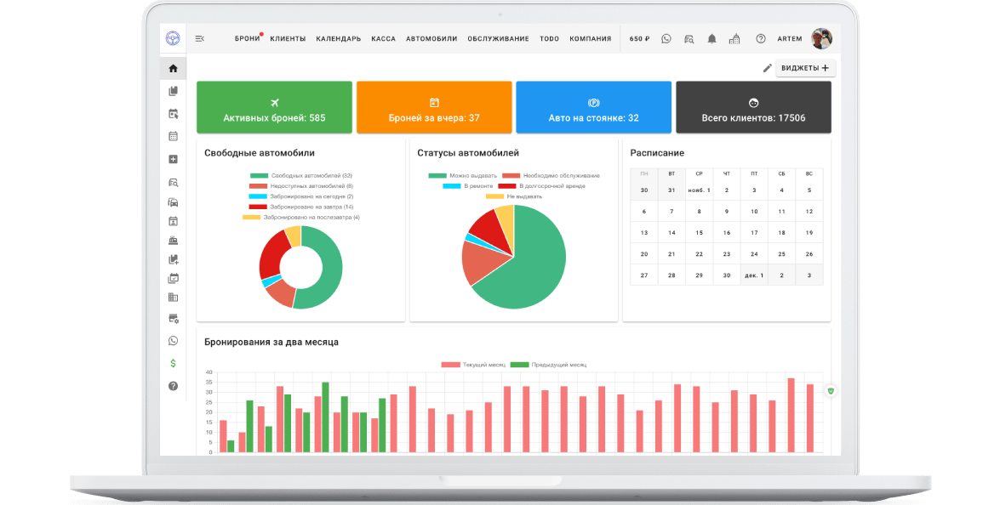 БРОНИ КЛИЕНТЫ КАЛЕНДАРЬ КАССА АВТОМОБИЛИ ОБСЛУЖИВАНИЕ TODO КОМПАНИЯ 650 ₽ ARTEM
ВИДЖЕТЫ +
Активных броней: 585
Броней за вчера: 37
Авто на стоянке: 32
Всего клиентов: 17506
Свободные автомобили
Свободных автомобилей (32)
Недоступных автомобилей (8)
Забронировано на сегодня (2)
Забронировано на завтра (14)
Забронировано на послезавтра (4)
Статусы автомобилей
Можно выдавать Необходимо обслуживание
В ремонте В долгосрочной аренде
Не выдавать
Расписание
ПН ВТ СР ЧТ ПТ СБ ВС
30 31 нояб. 1 2 3 4 5
6 7 8 9 10 11 12
13 14 15 16 17 18 19
20 21 22 23 24 25 26
27 28 29 30 дек. 1 2 3
Бронирования за два месяца
Текущий месяц Предыдущий месяц
40
35
30
25
20
15
10
5
0